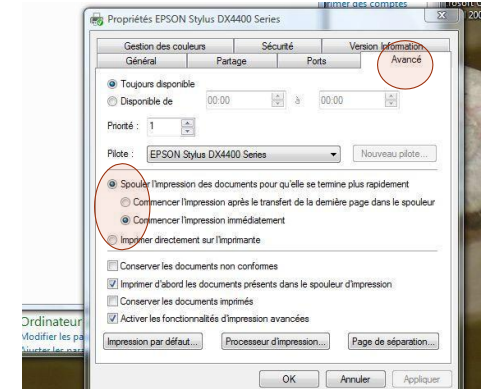 rimer des comptes
Propriétés EPSON Stylus DX4400 Series
Gestion des couleurs Sécurité Version Information
Général Partage Ports Avancé
Toujours disponible
Disponible de 00:00 à 00:00
Priorité : 1
Pilote : EPSON Stylus DX4400 Series Nouveau pilote...
Spouler l'impression des documents pour qu'elle se termine plus rapidement
Commencer l'impression après le transfert de la dernière page dans le spouleur
Commencer l'impression immédiatement
Imprimer directement sur l'imprimante
Conserver les documents non conformes
Imprimer d'abord les documents présents dans le spouleur d'impression
Conserver les documents imprimés
Activer les fonctionnalités d'impression avancées
Impression par défaut... Processeur d'impression... Page de séparation...
OK Annuler Appliquer
Ordinateur
Modifier les pa